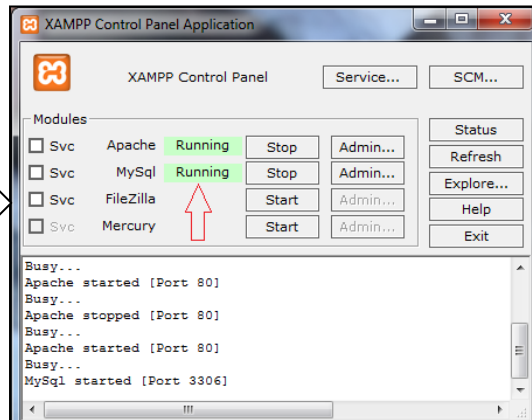 XAMPP Control Panel Application
XAMPP Control Panel
Service...
SCM...
Modules
Svc Apache Running Stop Admin...
Svc MySql Running Stop Admin...
Svc FileZilla Start Admin...
Svc Mercury Start Admin...
Status
Refresh
Explore...
Help
Exit
Busy...
Apache started [Port 80]
Busy...
Apache stopped [Port 80]
Busy...
Apache started [Port 80]
Busy...
MySql started [Port 3306]